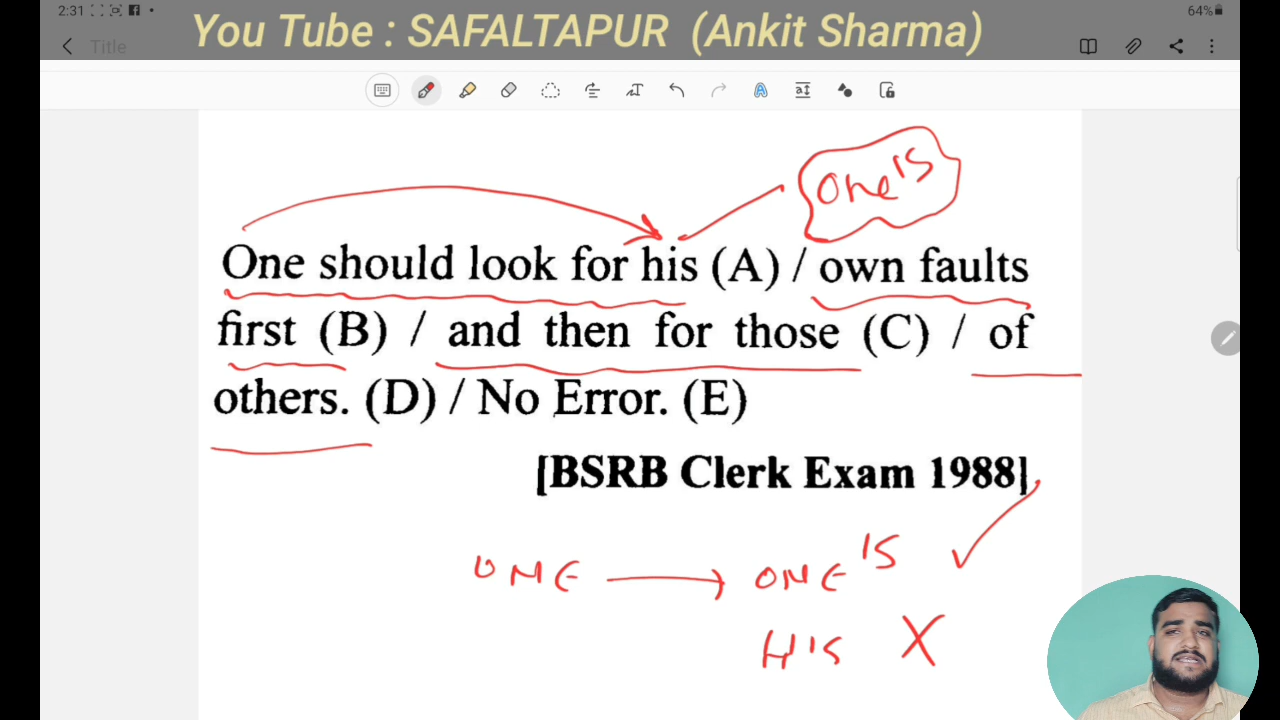 2:31
64%
You Tube : SAFALTAPUR (Ankit Sharma)
Title
one's
One should look for his (A) / own faults
first (B) / and then for those (C) / of
others. (D) / No Error. (E)
[BSRB Clerk Exam 1988]
ONE → ONE'S ✓
HIS X